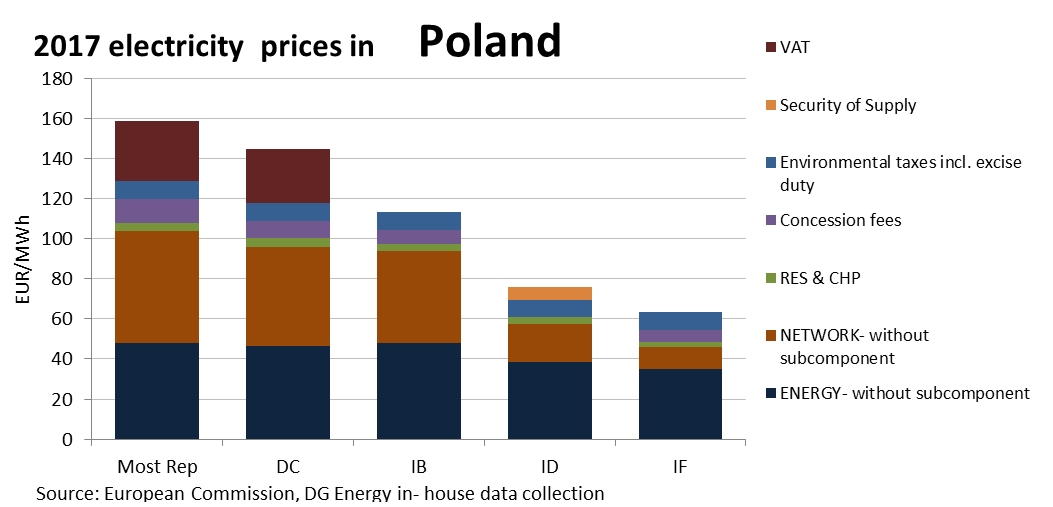 2017 electricity prices in Poland
EUR/MWh
180
160
140
120
100
80
60
40
20
0
Most Rep DC IB ID IF
VAT
Security of Supply
Environmental taxes incl. excise
duty
Concession fees
RES & CHP
NETWORK- without
subcomponent
ENERGY- without subcomponent
Source: European Commission, DG Energy in- house data collection